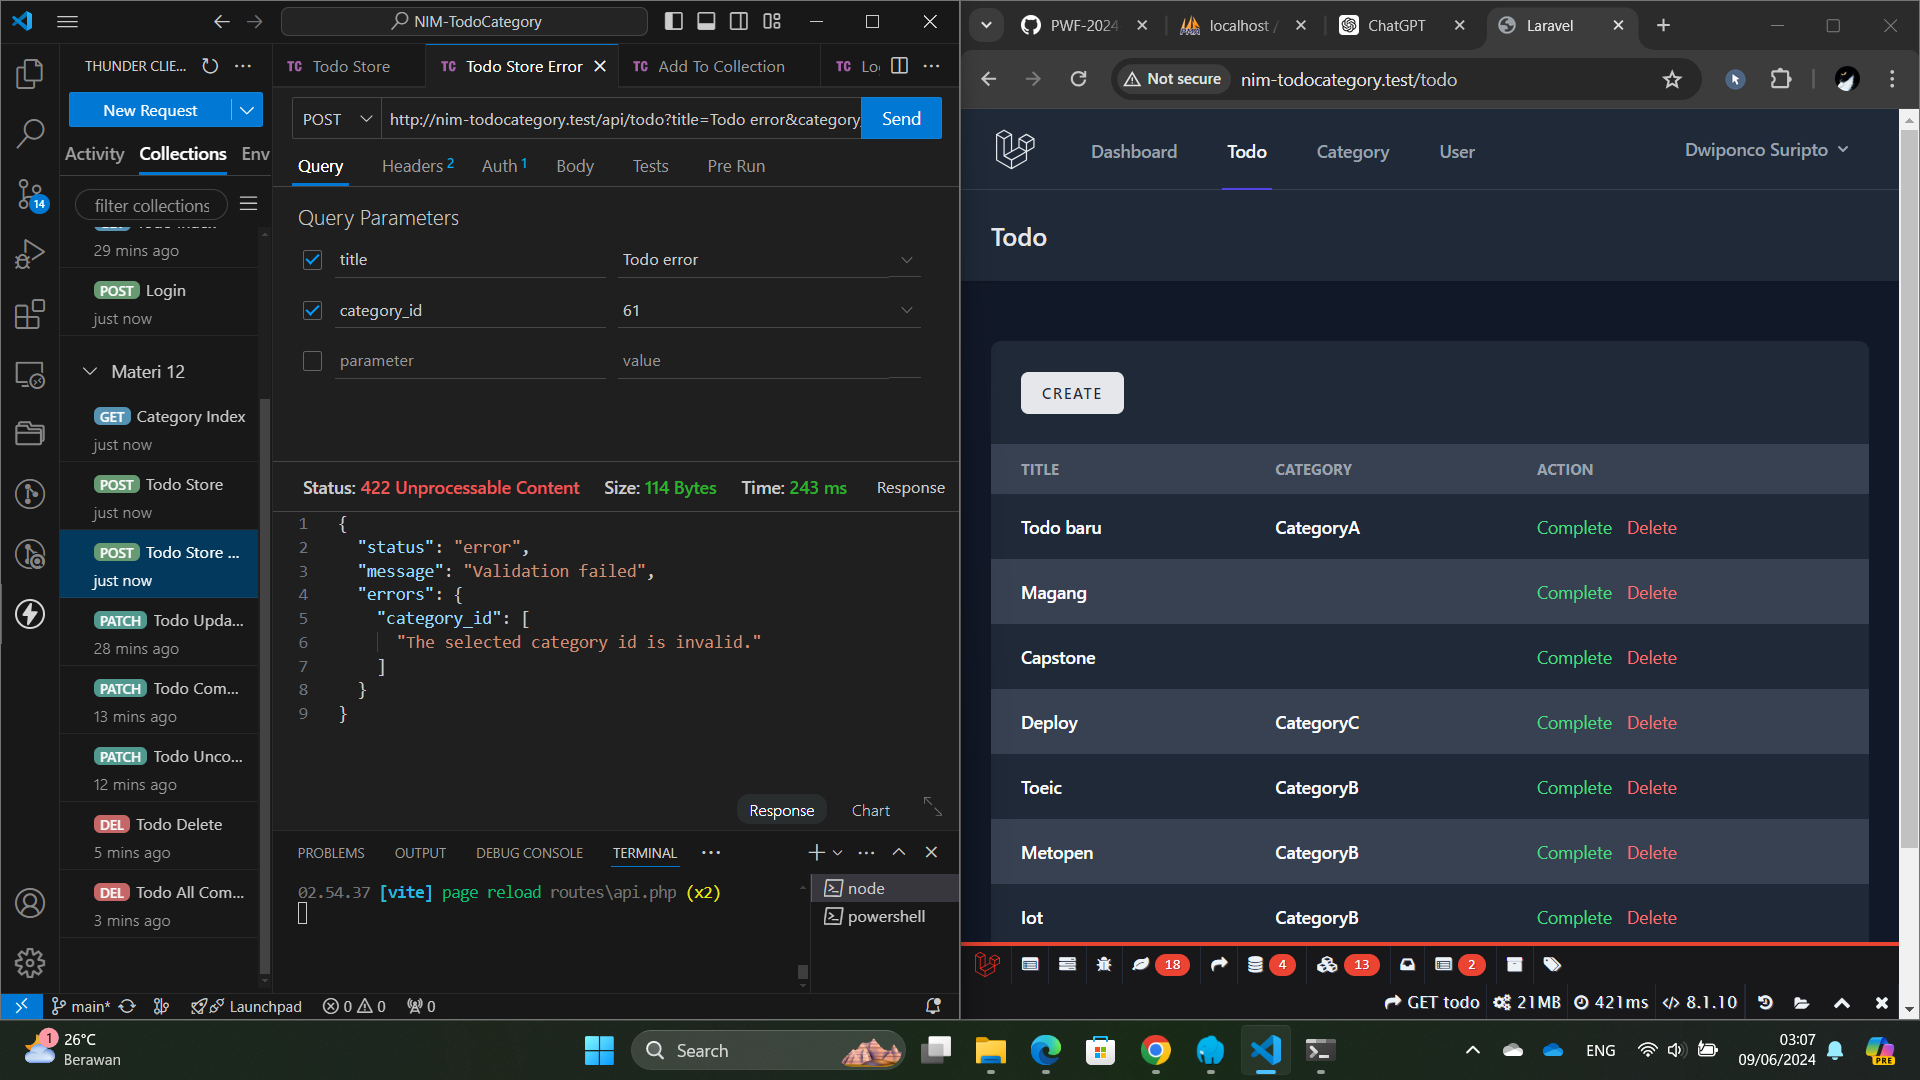 NIM-TodoCategory
THUNDER CLIE...
New Request
Activity
Collections
Env
filter collections
29 mins ago
POST Login
just now
Materi 12
GET Category Index
just now
POST Todo Store
just now
POST Todo Store ...
just now
PATCH Todo Upda...
28 mins ago
PATCH Todo Com...
13 mins ago
PATCH Todo Unco...
12 mins ago
DEL Todo Delete
5 mins ago
DEL Todo All Com...
3 mins ago
TC Todo Store
TC Todo Store Error
TC Add To Collection
TC Lo
POST
http://nim-todocategory.test/api/todo?title=Todo error&category_
Send
Query
Headers 2
Auth 1
Body
Tests
Pre Run
Query Parameters
title
Todo error
category_id
61
parameter
value
Status: 422 Unprocessable Content
Size: 114 Bytes
Time: 243 ms
Response
1 {
2 "status": "error",
3 "message": "Validation failed",
4 "errors": {
5 "category_id": [
6 "The selected category id is invalid."
7 ]
8 }
9 }
Response
Chart
PROBLEMS
OUTPUT
DEBUG CONSOLE
TERMINAL
02.54.37 [vite] page reload routes\api.php (x2)
node
powershell
14
main*
Launchpad
0
0
0
PWF-2024
localhost /
ChatGPT
Laravel
Not secure
nim-todocategory.test/todo
Dashboard
Todo
Category
User
Dwiponco Suripto
Todo
CREATE
TITLE CATEGORY ACTION
Todo baru CategoryA Complete Delete
Magang Complete Delete
Capstone Complete Delete
Deploy CategoryC Complete Delete
Toeic CategoryB Complete Delete
Metopen CategoryB Complete Delete
Iot CategoryB Complete Delete
18
4
13
2
GET todo
21MB
421ms
8.1.10
1
26°C
Berawan
Search
ENG
03:07
09/06/2024
PRE